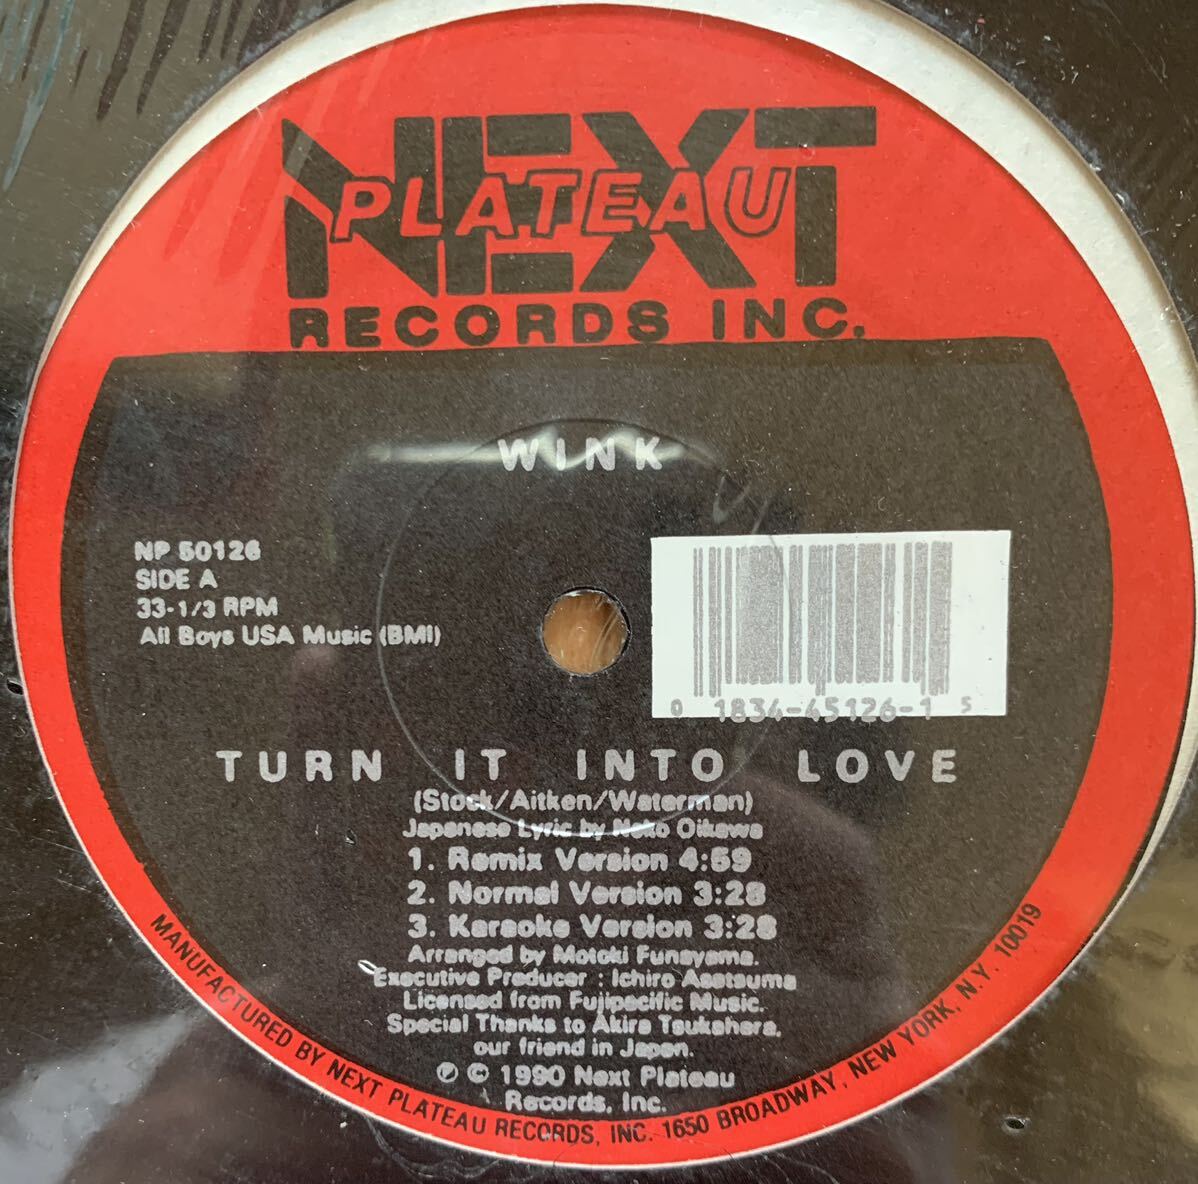 NEXT
PLATEAU
RECORDS INC.
WINK
NP 50126
SIDE A
33-1/3 RPM
All Boys USA Music (BMI)
0 1834-45126-1 5
TURN IT INTO LOVE
(Stock/Aitken/Waterman)
Japanese Lyric by Neko Oikawa
1. Remix Version 4:59
2. Normal Version 3:28
3. Karaoke Version 3:28
Arranged by Motoki Funayama.
Executive Producer : Ichiro Asatsuma
Licensed from Fujipacific Music.
Special Thanks to Akira Tsukahara,
our friend in Japan.
℗ © 1990 Next Plateau
Records, Inc.
MANUFACTURED BY NEXT PLATEAU RECORDS, INC. 1650 BROADWAY, NEW YORK, N.Y. 10019